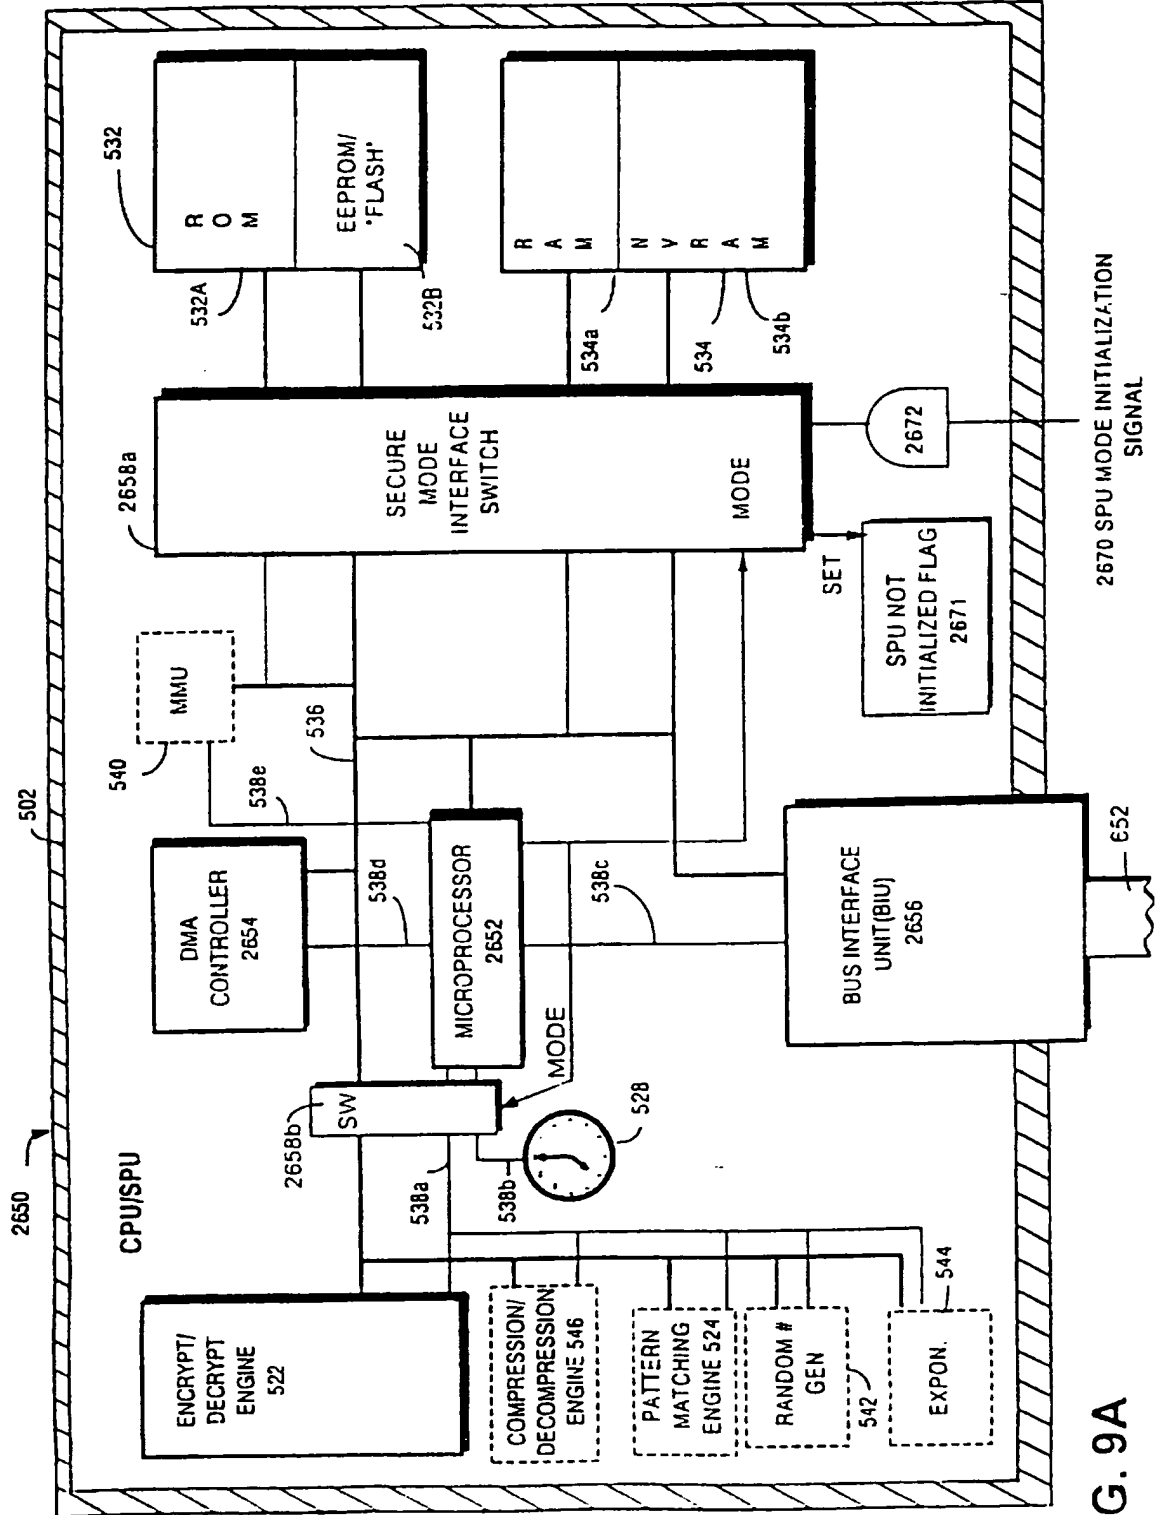 2650
502
CPU/SPU
ENCRYPT/
DECRYPT
ENGINE
522
2658b
SW
DMA
CONTROLLER
2654
540
MMU
2658a
532
R
O
M
532A
EEPROM/
"FLASH"
532B
538e
536
538d
538a
538b
528
MODE
MICROPROCESSOR
2652
538c
SECURE
MODE
INTERFACE
SWITCH
MODE
R
A
M
N
V
R
A
M
534a
534
534b
COMPRESSION/
DECOMPRESSION
ENGINE 546
PATTERN
MATCHING
ENGINE 524
RANDOM #
GEN
542
EXPON.
544
BUS INTERFACE
UNIT(BIU)
2656
652
SET
SPU NOT
INITIALIZED FLAG
2671
2672
2670 SPU MODE INITIALIZATION
SIGNAL
G. 9A